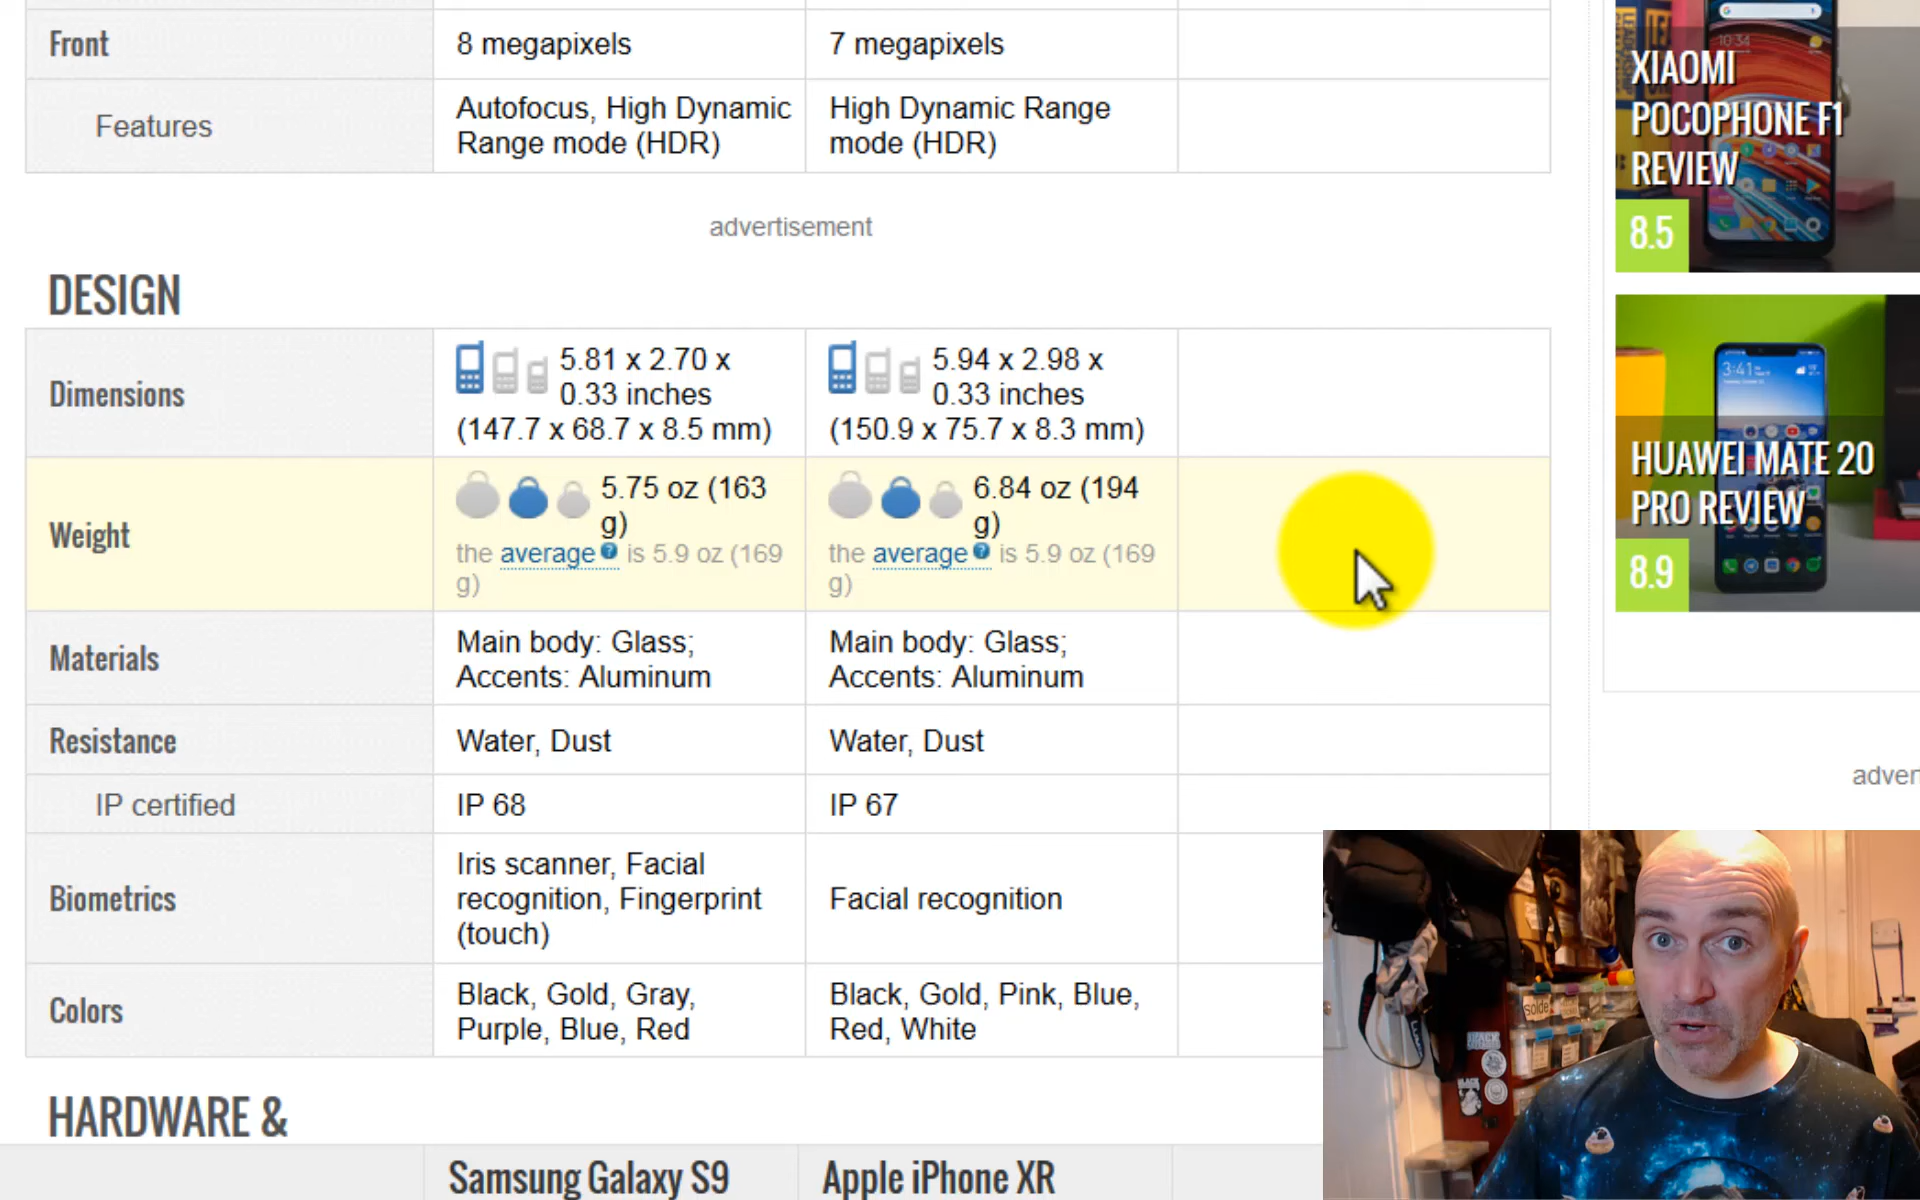 Front
8 megapixels
7 megapixels
Features
Autofocus, High Dynamic
Range mode (HDR)
High Dynamic Range
mode (HDR)
advertisement
DESIGN
Dimensions
5.81 x 2.70 x
0.33 inches
(147.7 x 68.7 x 8.5 mm)
5.94 x 2.98 x
0.33 inches
(150.9 x 75.7 x 8.3 mm)
Weight
5.75 oz (163
g)
the average ? is 5.9 oz (169
g)
6.84 oz (194
g)
the average ? is 5.9 oz (169
g)
Materials
Main body: Glass;
Accents: Aluminum
Main body: Glass;
Accents: Aluminum
Resistance
Water, Dust
Water, Dust
IP certified
IP 68
IP 67
Biometrics
Iris scanner, Facial
recognition, Fingerprint
(touch)
Facial recognition
Colors
Black, Gold, Gray,
Purple, Blue, Red
Black, Gold, Pink, Blue,
Red, White
HARDWARE &
Samsung Galaxy S9
Apple iPhone XR
10:34
XIAOMI
POCOPHONE F1
REVIEW
8.5
3:41
HUAWEI MATE 20
PRO REVIEW
8.9
adver
Solde